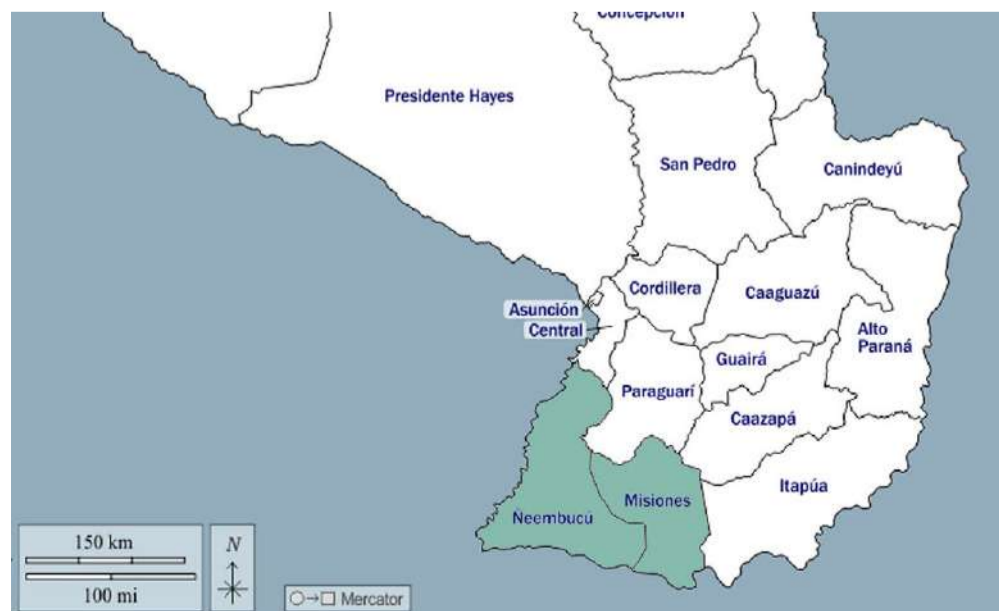 Concepción
Presidente Hayes
San Pedro
Canindeyú
Cordillera
Caaguazú
Asunción
Central
Alto
Paraná
Guairá
Paraguarí
Caazapá
Itapúa
Misiones
Ñeembucú
150 km
100 mi
N
Mercator